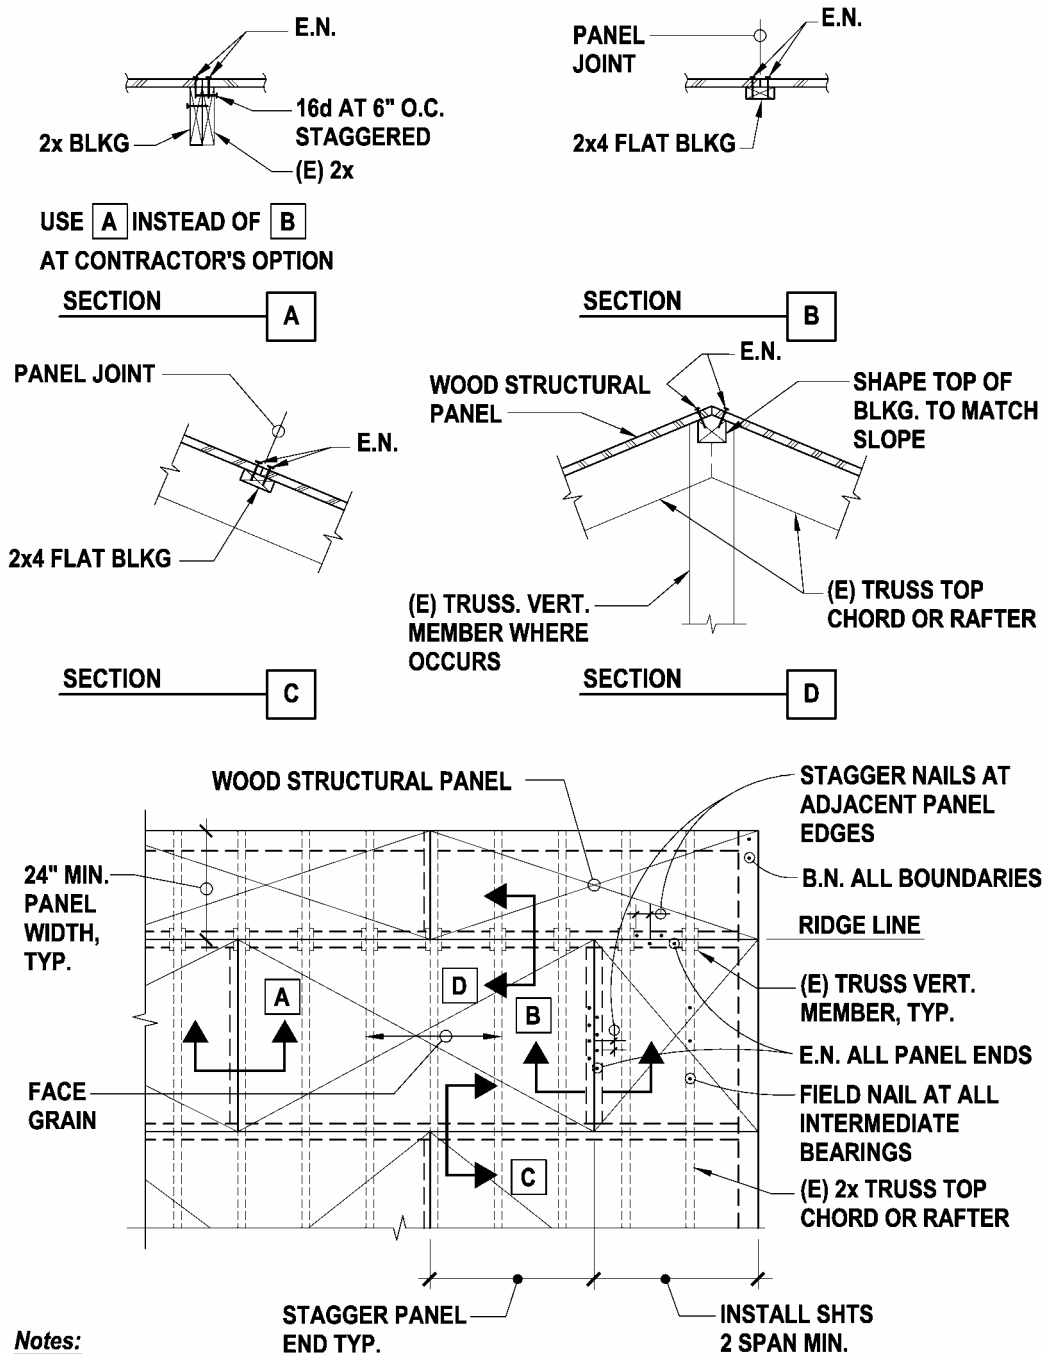 E.N.
16d AT 6" O.C.
STAGGERED
2x BLKG
(E) 2x
USE A INSTEAD OF B
AT CONTRACTOR'S OPTION
SECTION A
E.N.
PANEL
JOINT
2x4 FLAT BLKG
SECTION B
PANEL JOINT
E.N.
2x4 FLAT BLKG
SECTION C
E.N.
WOOD STRUCTURAL
PANEL
SHAPE TOP OF
BLKG. TO MATCH
SLOPE
(E) TRUSS. VERT.
MEMBER WHERE
OCCURS
(E) TRUSS TOP
CHORD OR RAFTER
SECTION D
WOOD STRUCTURAL PANEL
STAGGER NAILS AT
ADJACENT PANEL
EDGES
24" MIN.
PANEL
WIDTH,
TYP.
B.N. ALL BOUNDARIES
RIDGE LINE
A
D
B
C
(E) TRUSS VERT.
MEMBER, TYP.
E.N. ALL PANEL ENDS
FACE
GRAIN
FIELD NAIL AT ALL
INTERMEDIATE
BEARINGS
(E) 2x TRUSS TOP
CHORD OR RAFTER
STAGGER PANEL
END TYP.
INSTALL SHTS
2 SPAN MIN.
Notes: